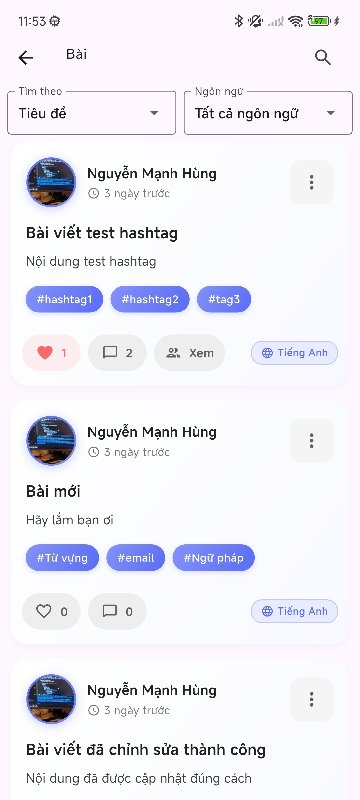 11:53
97
Bài
Tìm theo
Ngôn ngữ
Tiêu đề
Tất cả ngôn ngữ
Nguyễn Mạnh Hùng
3 ngày trước
Bài viết test hashtag
Nội dung test hashtag
#hashtag1 #hashtag2 #tag3
1 2 Xem Tiếng Anh
Nguyễn Mạnh Hùng
3 ngày trước
Bài mới
Hãy lắm bạn ơi
#Từ vựng #email #Ngữ pháp
0 0 Tiếng Anh
Nguyễn Mạnh Hùng
3 ngày trước
Bài viết đã chỉnh sửa thành công
Nội dung đã được cập nhật đúng cách